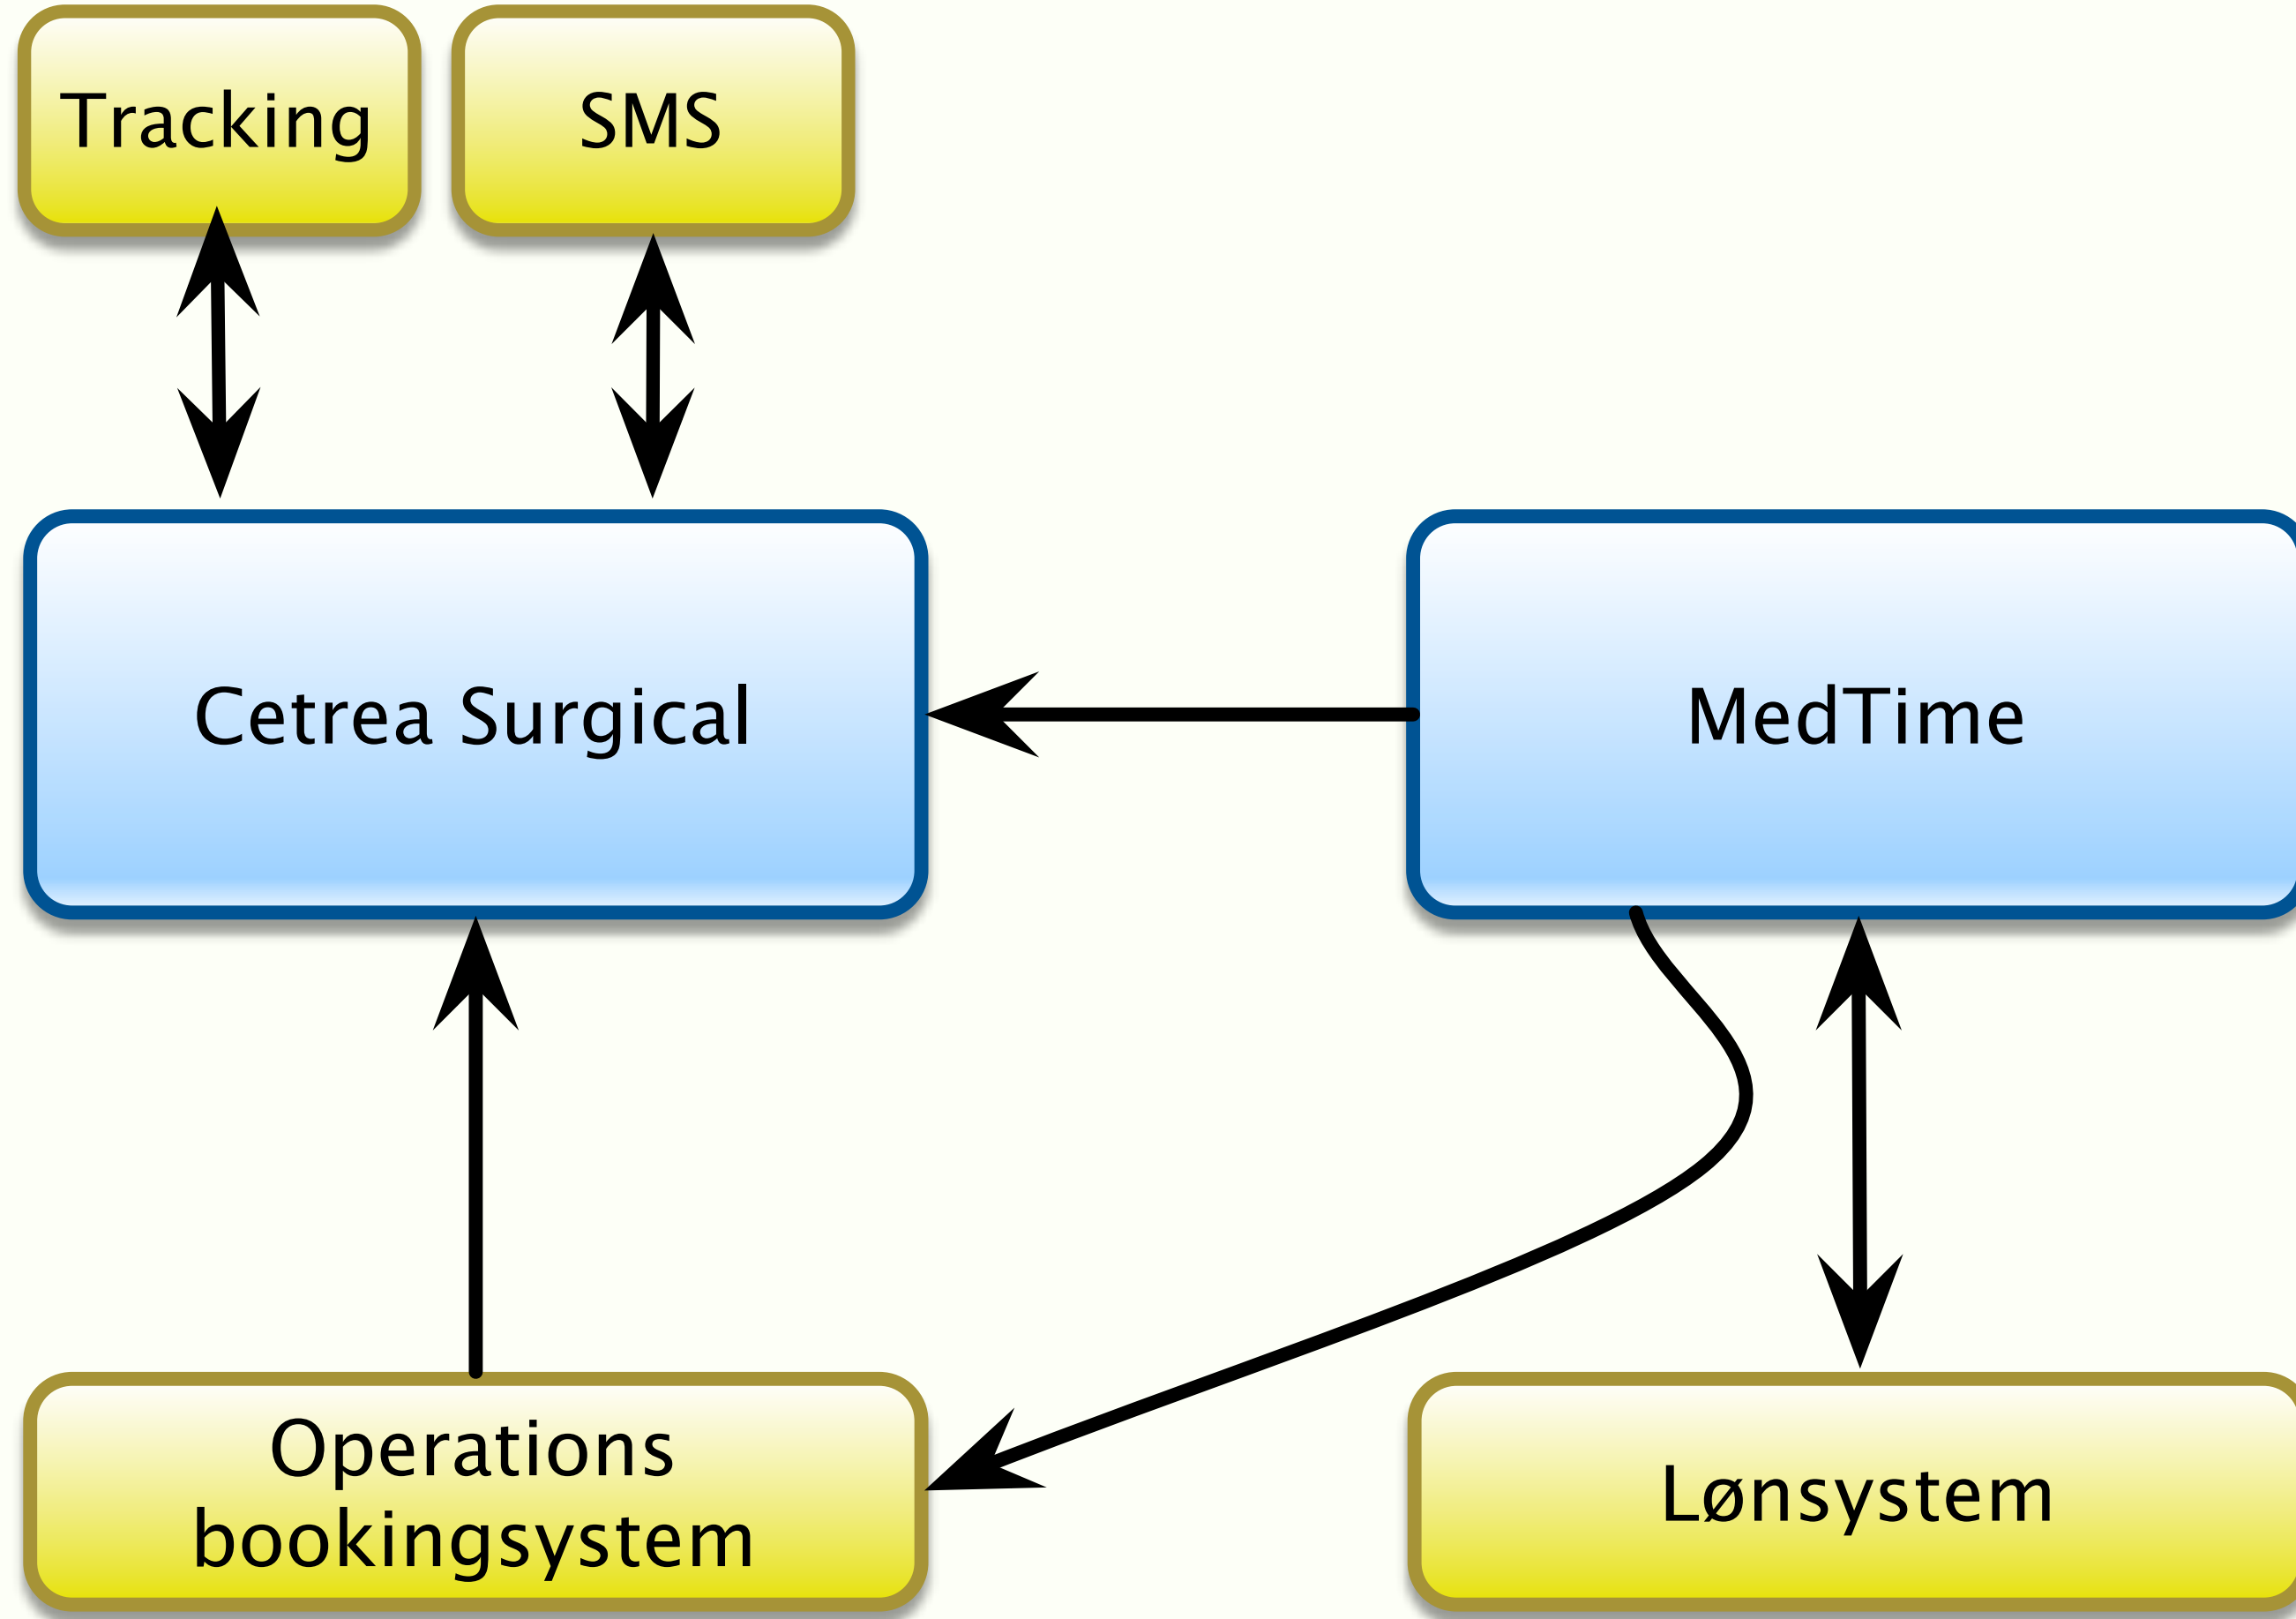 Tracking
SMS
Cetrea Surgical
MedTime
Operations
bookingsystem
Lønsystem